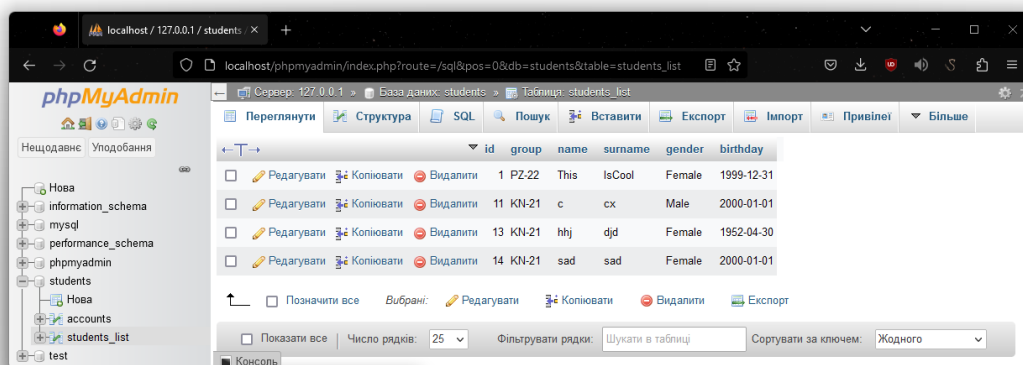 localhost / 127.0.0.1 / students /
localhost/phpmyadmin/index.php?route=/sql&pos=0&db=students&table=students_list
phpMyAdmin
Нещодавнє Уподобання
Нова
information_schema
mysql
performance_schema
phpmyadmin
students
Нова
accounts
students_list
test
Сервер: 127.0.0.1 » База даних: students » Таблиця: students_list
Переглянути Структура SQL Пошук Вставити Експорт Імпорт Привілеї Більше
id group name surname gender birthday
Редагувати Копіювати Видалити 1 PZ-22 This IsCool Female 1999-12-31
Редагувати Копіювати Видалити 11 KN-21 c cx Male 2000-01-01
Редагувати Копіювати Видалити 13 KN-21 hhj djd Female 1952-04-30
Редагувати Копіювати Видалити 14 KN-21 sad sad Female 2000-01-01
Позначити все Вибрані: Редагувати Копіювати Видалити Експорт
Показати все Число рядків: 25 Фільтрувати рядки: Шукати в таблиці Сортувати за ключем: Жодного
Консоль